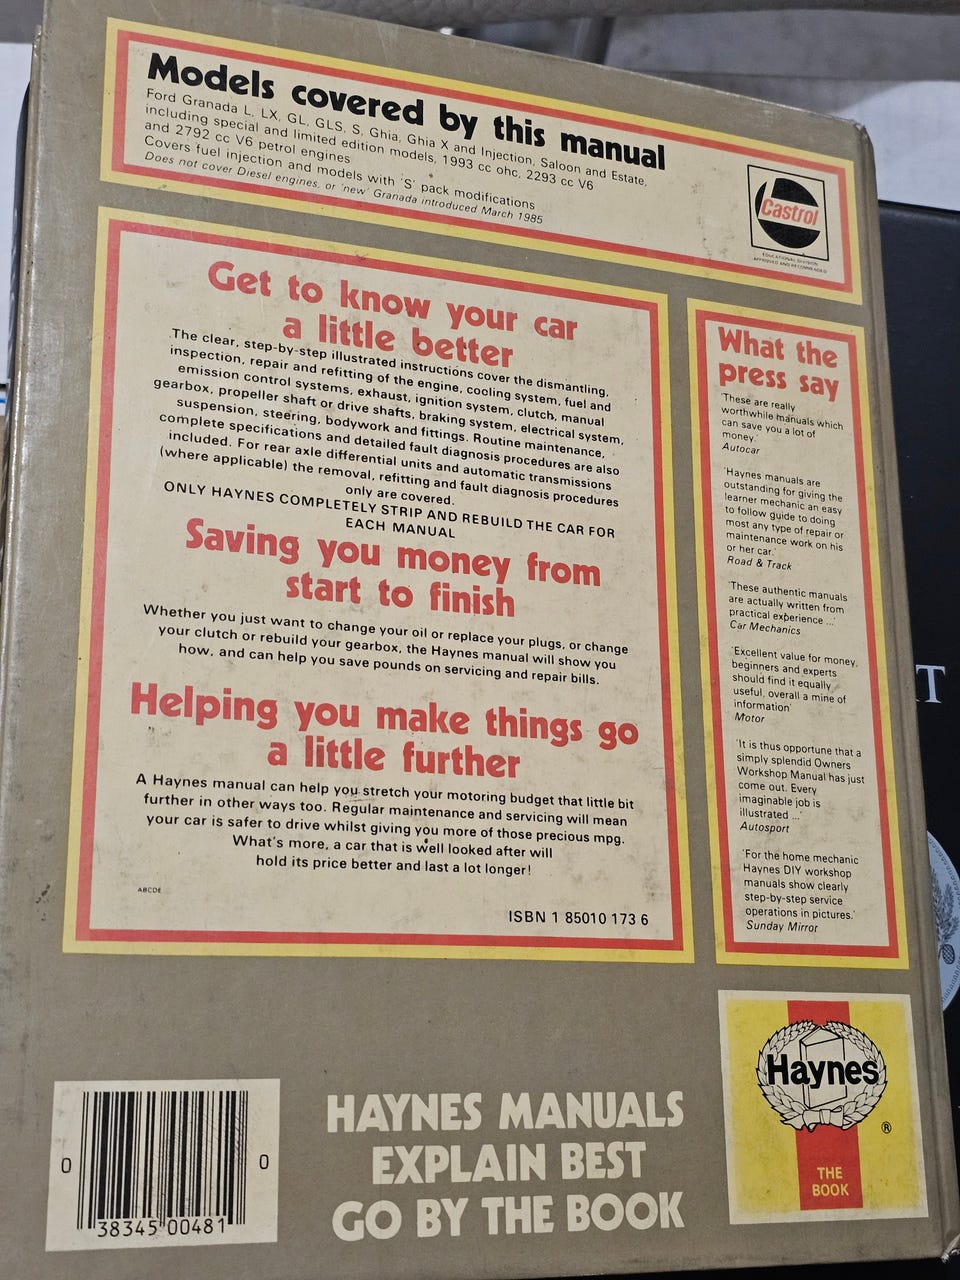 Models covered by this manual
Ford Granada L, LX, GL, GLS, S, Ghia, Ghia X and Injection, Saloon and Estate,
including special and limited edition models, 1993 cc ohc, 2293 cc V6
and 2792 cc V6 petrol engines
Covers fuel injection and models with 'S' pack modifications
Does not cover Diesel engines, or 'new' Granada introduced March 1985
Castrol
EDUCATIONAL DIVISION
APPROVED AND RECOMMENDED
Get to know your car
a little better
The clear, step-by-step illustrated instructions cover the dismantling,
inspection, repair and refitting of the engine, cooling system, fuel and
emission control systems, exhaust, ignition system, clutch, manual
gearbox, propeller shaft or drive shafts, braking system, electrical system,
suspension, steering, bodywork and fittings. Routine maintenance,
complete specifications and detailed fault diagnosis procedures are also
included. For rear axle differential units and automatic transmissions
(where applicable) the removal, refitting and fault diagnosis procedures
only are covered.
ONLY HAYNES COMPLETELY STRIP AND REBUILD THE CAR FOR
EACH MANUAL
Saving you money from
start to finish
Whether you just want to change your oil or replace your plugs, or change
your clutch or rebuild your gearbox, the Haynes manual will show you
how, and can help you save pounds on servicing and repair bills.
Helping you make things go
a little further
A Haynes manual can help you stretch your motoring budget that little bit
further in other ways too. Regular maintenance and servicing will mean
your car is safer to drive whilst giving you more of those precious mpg.
What's more, a car that is well looked after will
hold its price better and last a lot longer!
ABCDE
ISBN 1 85010 173 6
What the
press say
'These are really
worthwhile manuals which
can save you a lot of
money.'
Autocar
'Haynes manuals are
outstanding for giving the
learner mechanic an easy
to follow guide to doing
most any type of repair or
maintenance work on his
or her car.'
Road & Track
'These authentic manuals
are actually written from
practical experience ...'
Car Mechanics
'Excellent value for money,
beginners and experts
should find it equally
useful, overall a mine of
information'
Motor
'It is thus opportune that a
simply splendid Owners
Workshop Manual has just
come out. Every
imaginable job is
illustrated ...'
Autosport
'For the home mechanic
Haynes DIY workshop
manuals show clearly
step-by-step service
operations in pictures.'
Sunday Mirror
T
0 38345 00481 0
HAYNES MANUALS
EXPLAIN BEST
GO BY THE BOOK
Haynes
®
THE
BOOK